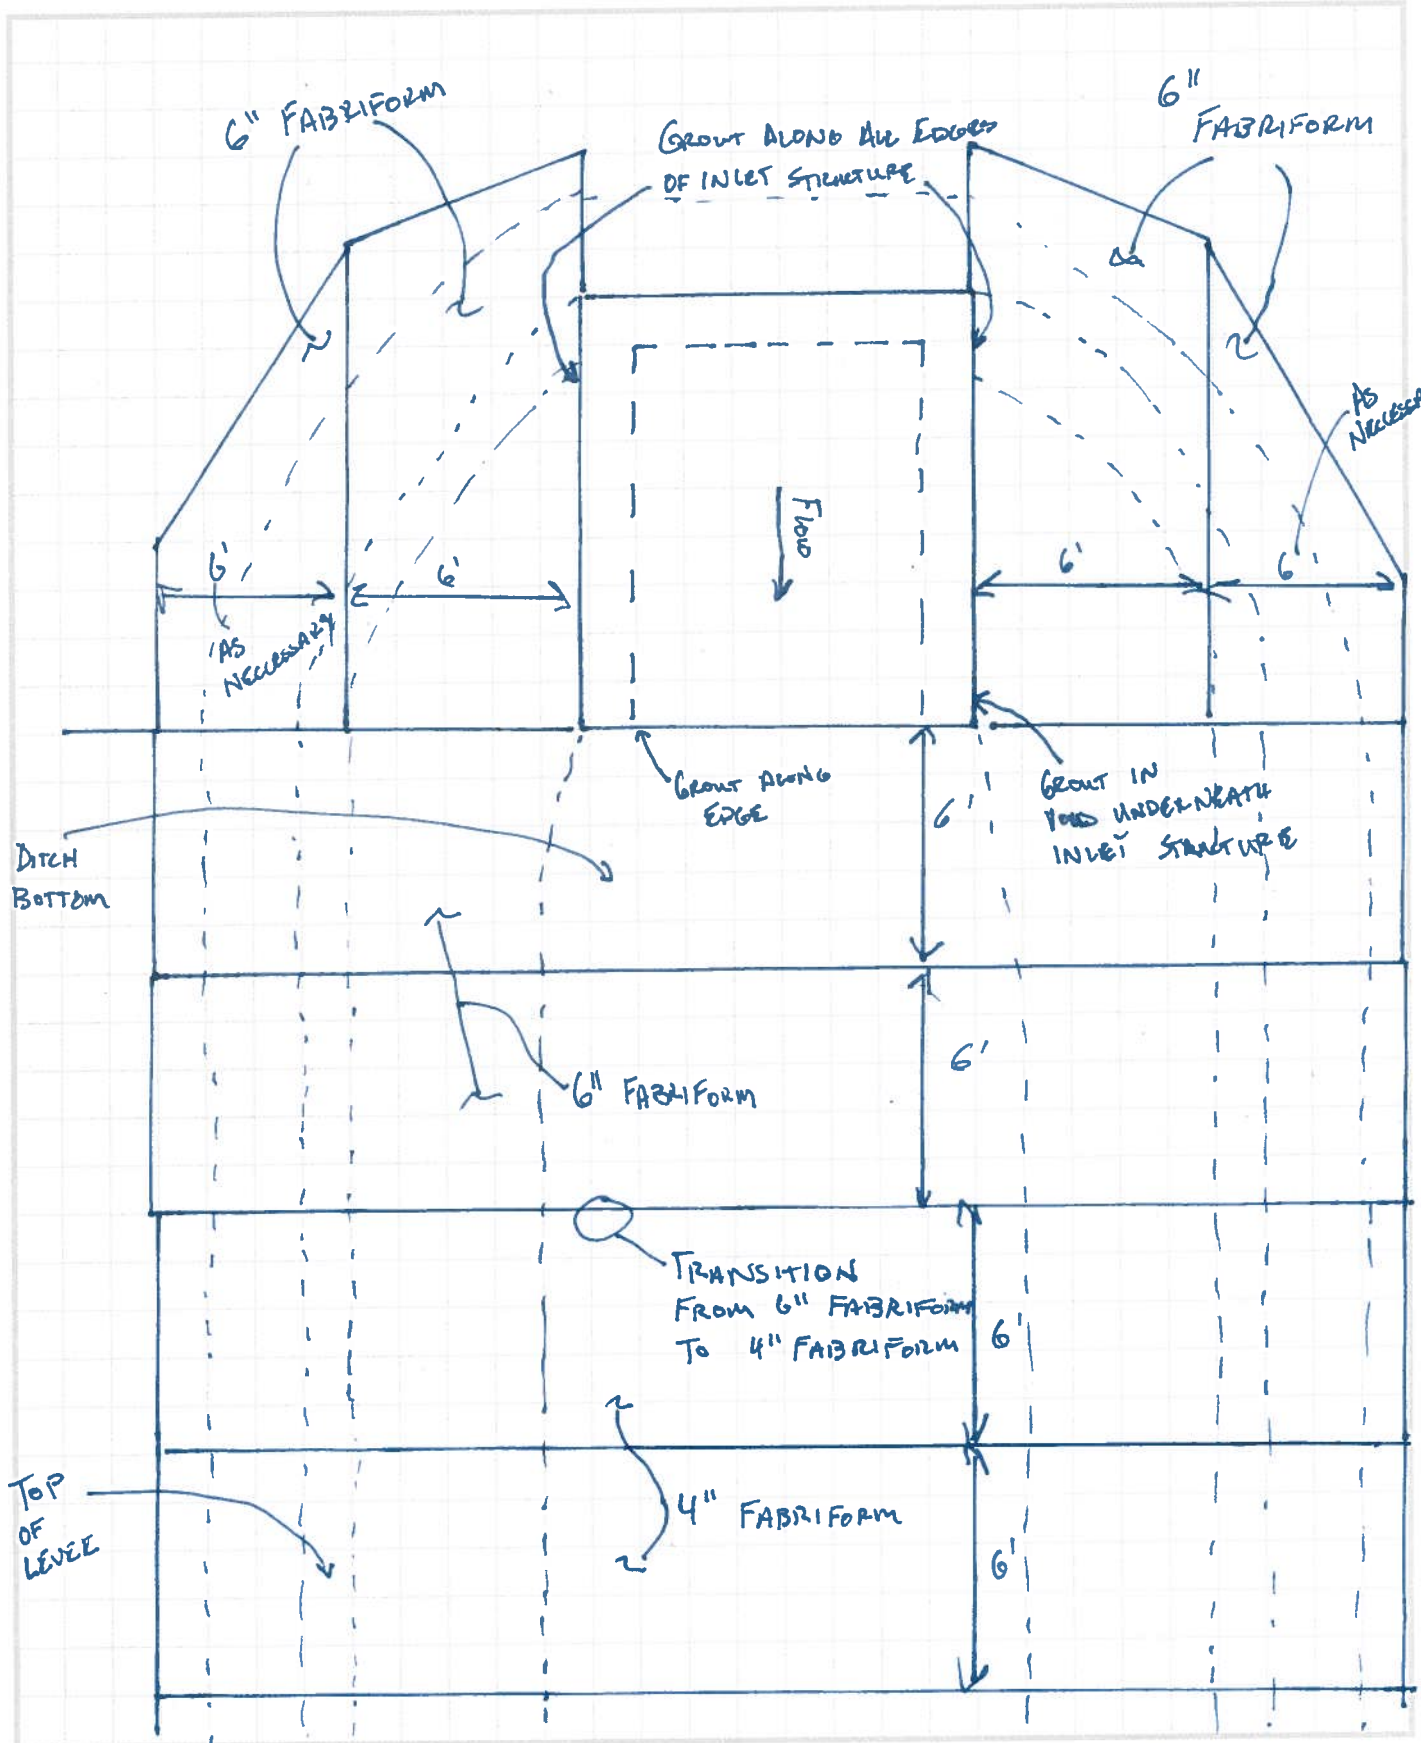 6" FABRIFORM
GROUT ALONG ALL EDGES
OF INLET STRUCTURE
6"
FABRIFORM
AS
6'
6'
6'
6'
AS
NECCESSARY
FLOW
GROUT ALONG
EDGE
6'
GROUT IN
VOID UNDERNEATH
INLET STRUCTURE
DITCH
BOTTOM
6'
6" FABRIFORM
TRANSITION
FROM 6" FABRIFORM
TO 4" FABRIFORM
6'
TOP
OF
LEVEE
4" FABRIFORM
6'